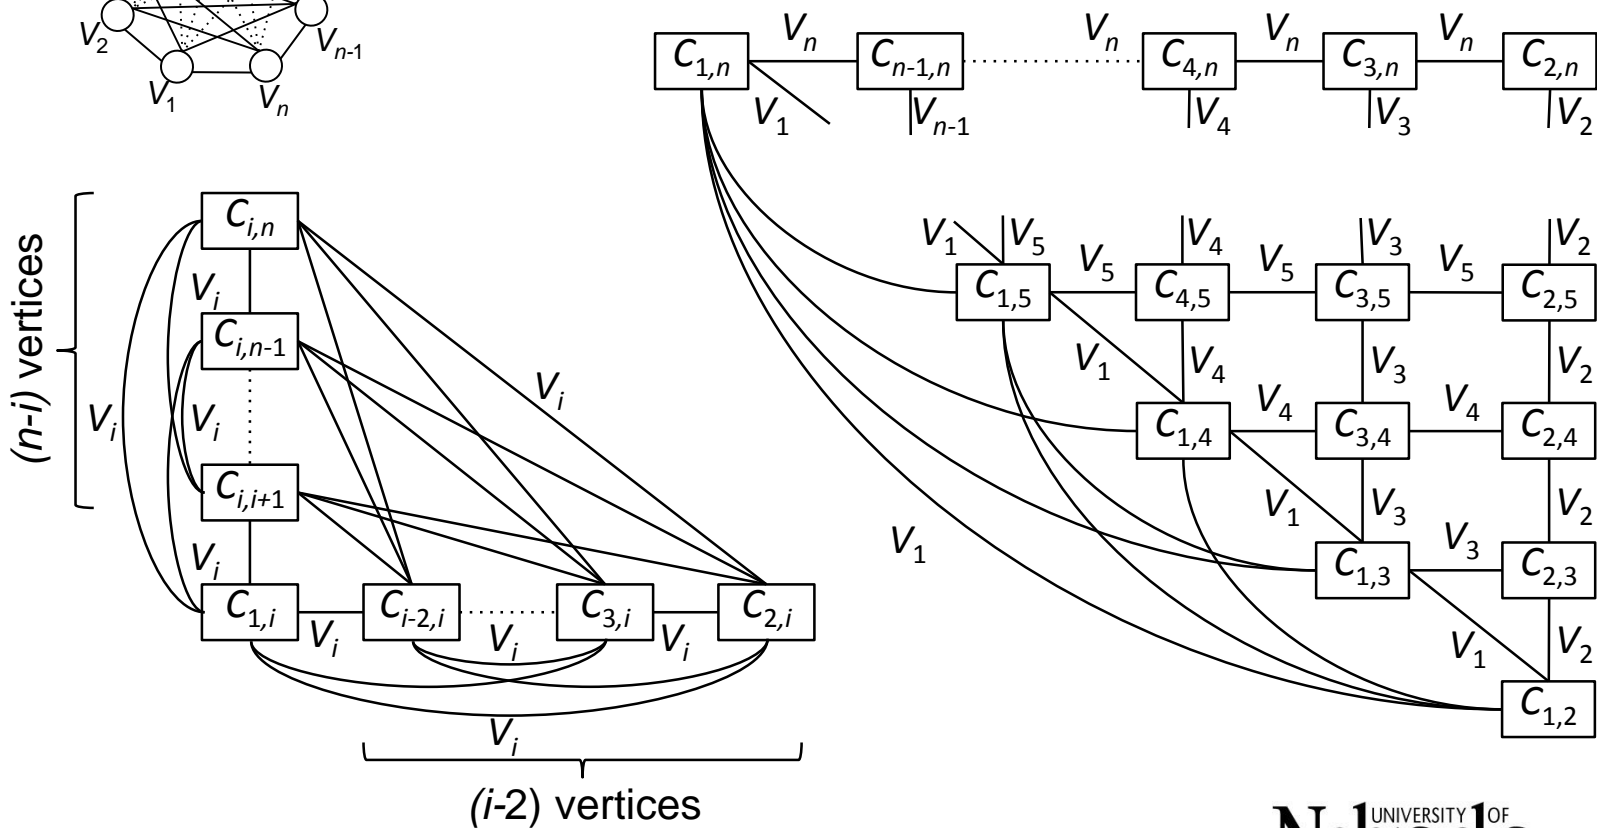 V2
Vn-1
V1
Vn
C1,n
Vn
Cn-1,n
Vn
C4,n
Vn
C3,n
Vn
C2,n
V1
Vn-1
V4
V3
V2
(n-i) vertices
Ci,n
Vi
Ci,n-1
Vi
Vi
Vi
Ci,i+1
Vi
C1,i
Vi
Ci-2,i
Vi
C3,i
Vi
C2,i
Vi
(i-2) vertices
V1
V5
V4
V3
V2
C1,5
V5
C4,5
V5
C3,5
V5
C2,5
V1
V4
V3
V2
C1,4
V4
C3,4
V4
C2,4
V1
V1
V3
V2
C1,3
V3
C2,3
V1
V2
C1,2
UNIVERSITY OF